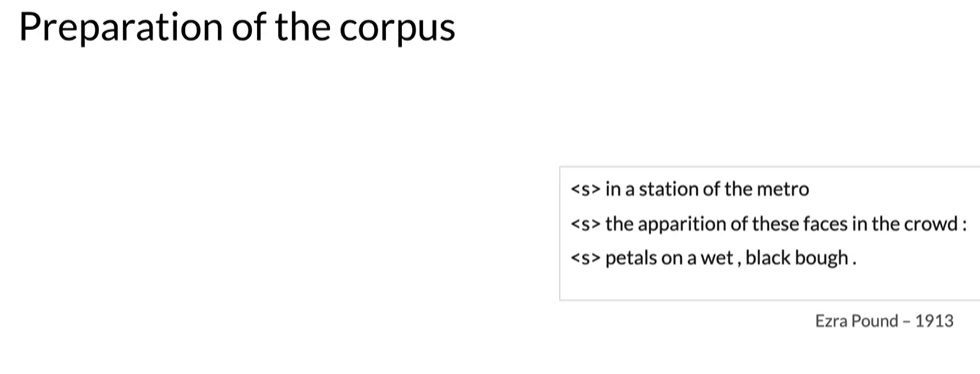 Preparation of the corpus
<s> in a station of the metro
<s> the apparition of these faces in the crowd :
<s> petals on a wet , black bough .
Ezra Pound – 1913